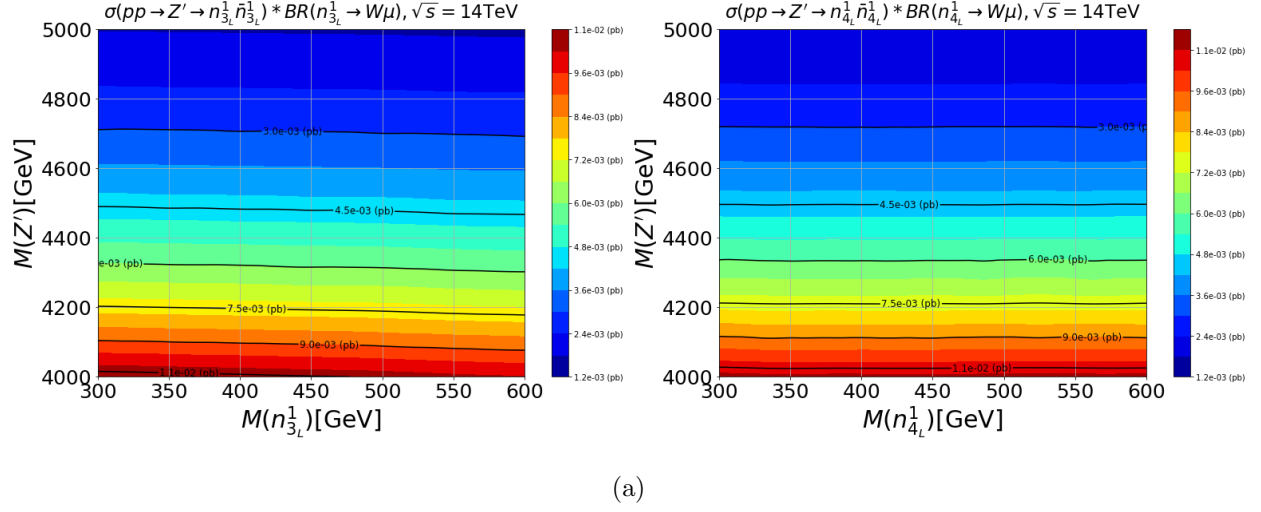 σ(pp → Z′ → n¹₃L n̄¹₃L) * BR(n¹₃L → Wμ), √s = 14TeV
5000
4800
4600
4400
4200
4000
M(Z′)[GeV]
3.0e-03 (pb)
4.5e-03 (pb)
e-03 (pb)
7.5e-03 (pb)
9.0e-03 (pb)
1.1e-02 (pb)
300 350 400 450 500 550 600
M(n¹₃L)[GeV]
1.1e-02 (pb)
9.6e-03 (pb)
8.4e-03 (pb)
7.2e-03 (pb)
6.0e-03 (pb)
4.8e-03 (pb)
3.6e-03 (pb)
2.4e-03 (pb)
1.2e-03 (pb)
σ(pp → Z′ → n¹₄L n̄¹₄L) * BR(n¹₄L → Wμ), √s = 14TeV
5000
4800
4600
4400
4200
4000
M(Z′)[GeV]
3.0e-03 (p
4.5e-03 (pb)
6.0e-03 (pb)
7.5e-03 (pb)
9.0e-03 (pb)
1.1e-02 (pb)
300 350 400 450 500 550 600
M(n¹₄L)[GeV]
1.1e-02 (pb)
9.6e-03 (pb)
8.4e-03 (pb)
7.2e-03 (pb)
6.0e-03 (pb)
4.8e-03 (pb)
3.6e-03 (pb)
2.4e-03 (pb)
1.2e-03 (pb)
(a)